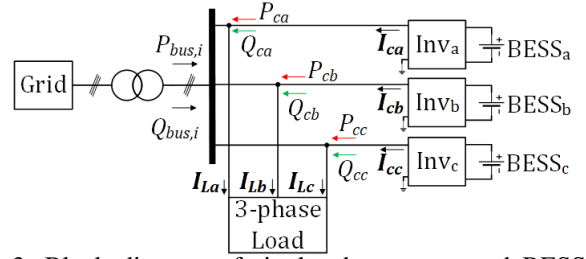 P_ca
Q_ca
I_ca
Inv_a
BESS_a
P_bus,i
Grid
Q_bus,i
P_cb
Q_cb
I_cb
Inv_b
BESS_b
P_cc
Q_cc
I_cc
Inv_c
BESS_c
I_La I_Lb I_Lc
3-phase
Load